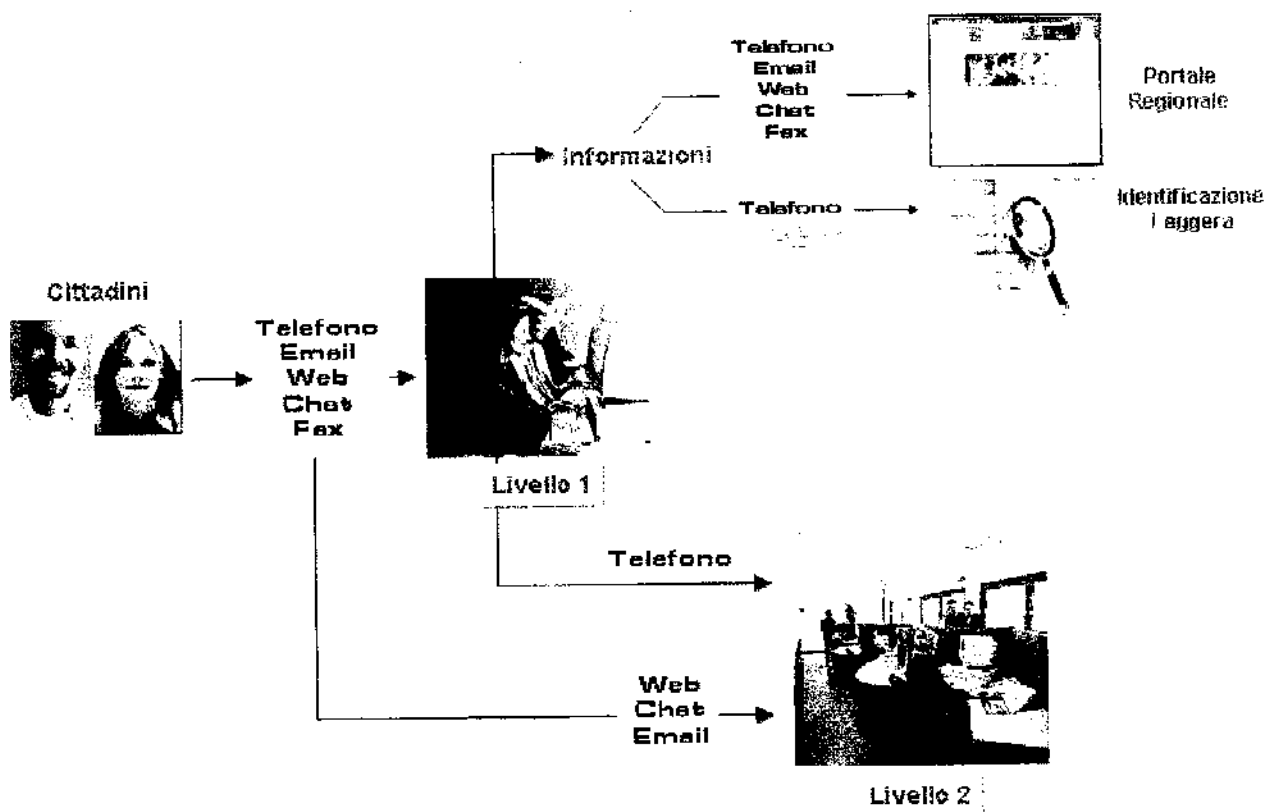 Telefono
Email
Web
Chat
Fax
Portale
Regionale
Informazioni
Telefono
Identificazione
Leggera
Cittadini
Telefono
Email
Web
Chat
Fax
Livello 1
Telefono
Web
Chat
Email
Livello 2